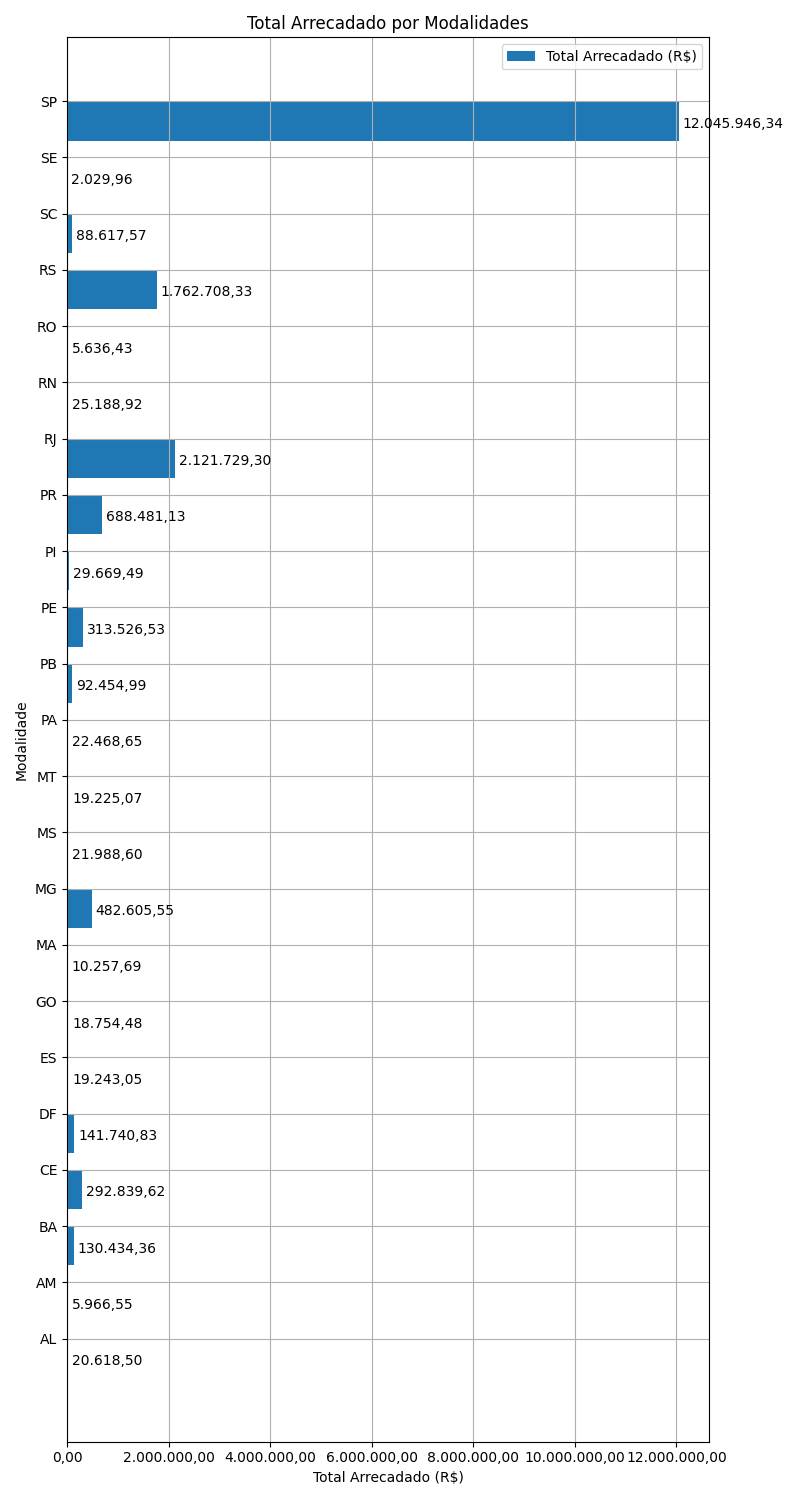 Total Arrecadado por Modalidades
Total Arrecadado (R$)
SP
12.045.946,34
SE
2.029,96
SC
88.617,57
RS
1.762.708,33
RO
5.636,43
RN
25.188,92
RJ
2.121.729,30
PR
688.481,13
PI
29.669,49
PE
313.526,53
PB
92.454,99
PA
22.468,65
MT
19.225,07
MS
21.988,60
MG
482.605,55
MA
10.257,69
GO
18.754,48
ES
19.243,05
DF
141.740,83
CE
292.839,62
BA
130.434,36
AM
5.966,55
AL
20.618,50
Modalidade
0,00 2.000.000,00 4.000.000,00 6.000.000,00 8.000.000,00 10.000.000,00 12.000.000,00
Total Arrecadado (R$)